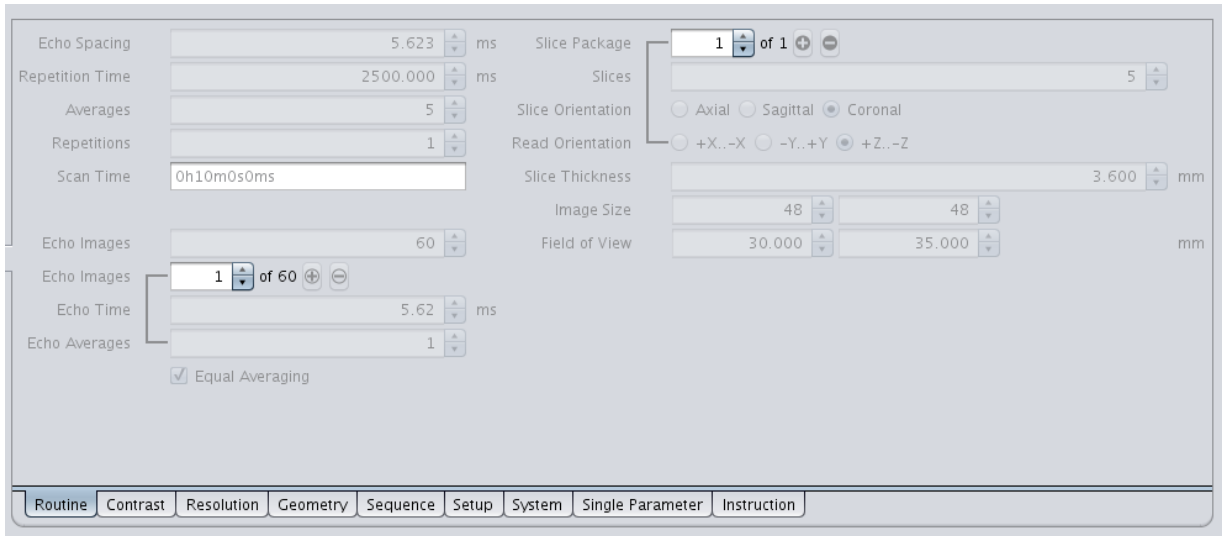 Echo Spacing 5.623 ms
Repetition Time 2500.000 ms
Averages 5
Repetitions 1
Scan Time 0h10m0s0ms
Echo Images 60
Echo Images 1 of 60
Echo Time 5.62 ms
Echo Averages 1
Equal Averaging
Slice Package 1 of 1
Slices 5
Slice Orientation Axial Sagittal Coronal
Read Orientation +X..-X -Y..+Y +Z..-Z
Slice Thickness 3.600 mm
Image Size 48 48
Field of View 30.000 35.000 mm
Routine Contrast Resolution Geometry Sequence Setup System Single Parameter Instruction